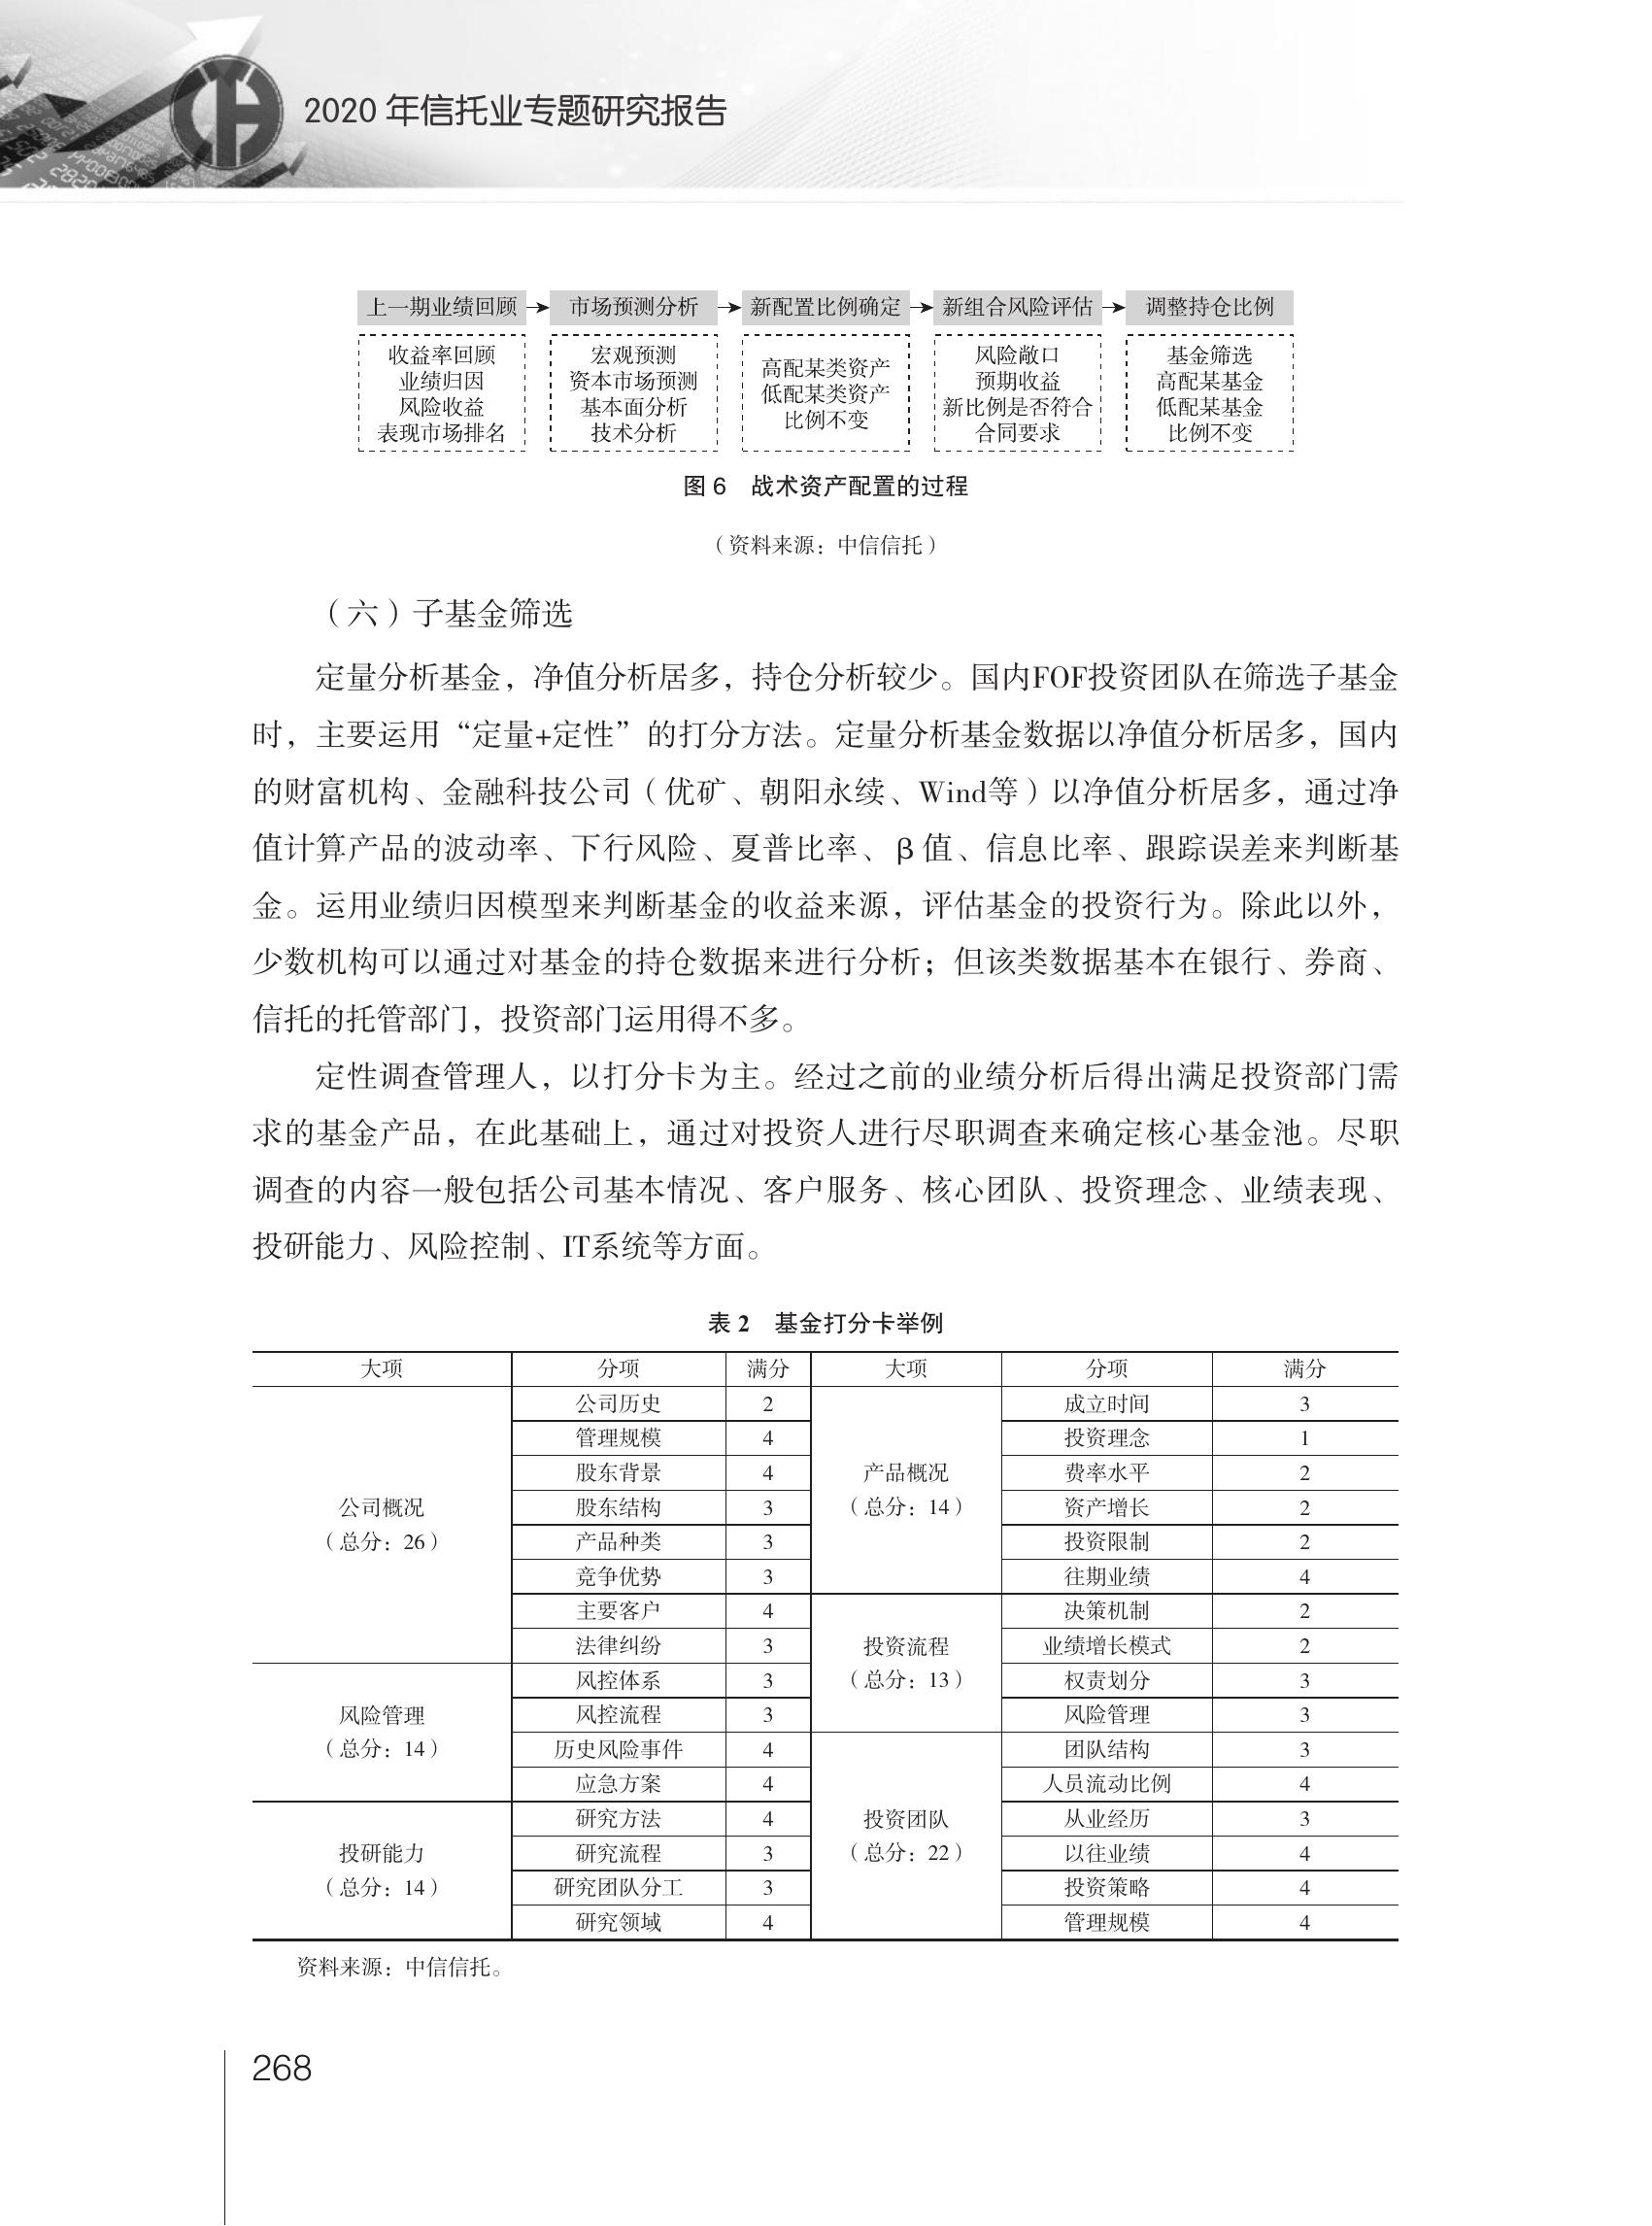 2020 年信托业专题研究报告
上一期业绩回顾 市场预测分析 新配置比例确定 新组合风险评估 调整持仓比例
收益率回顾
业绩归因
风险收益
表现市场排名
宏观预测
资本市场预测
基本面分析
技术分析
高配某类资产
低配某类资产
比例不变
风险敞口
预期收益
新比例是否符合
合同要求
基金筛选
高配某基金
低配某基金
比例不变
图 6 战术资产配置的过程
（资料来源：中信信托）
（六）子基金筛选
定量分析基金，净值分析居多，持仓分析较少。国内FOF投资团队在筛选子基金
时，主要运用“定量+定性”的打分方法。定量分析基金数据以净值分析居多，国内
的财富机构、金融科技公司（优矿、朝阳永续、Wind等）以净值分析居多，通过净
值计算产品的波动率、下行风险、夏普比率、β 值、信息比率、跟踪误差来判断基
金。运用业绩归因模型来判断基金的收益来源，评估基金的投资行为。除此以外，
少数机构可以通过对基金的持仓数据来进行分析；但该类数据基本在银行、券商、
信托的托管部门，投资部门运用得不多。
定性调查管理人，以打分卡为主。经过之前的业绩分析后得出满足投资部门需
求的基金产品，在此基础上，通过对投资人进行尽职调查来确定核心基金池。尽职
调查的内容一般包括公司基本情况、客户服务、核心团队、投资理念、业绩表现、
投研能力、风险控制、IT系统等方面。
表 2 基金打分卡举例
大项 分项 满分 大项 分项 满分
公司概况
（总分：26）
公司历史 2
管理规模 4
股东背景 4
股东结构 3
产品种类 3
竞争优势 3
主要客户 4
法律纠纷 3
风险管理
（总分：14）
风控体系 3
风控流程 3
历史风险事件 4
应急方案 4
投研能力
（总分：14）
研究方法 4
研究流程 3
研究团队分工 3
研究领域 4
产品概况
（总分：14）
成立时间 3
投资理念 1
费率水平 2
资产增长 2
投资限制 2
往期业绩 4
投资流程
（总分：13）
决策机制 2
业绩增长模式 2
权责划分 3
风险管理 3
投资团队
（总分：22）
团队结构 3
人员流动比例 4
从业经历 3
以往业绩 4
投资策略 4
管理规模 4
资料来源：中信信托。
268